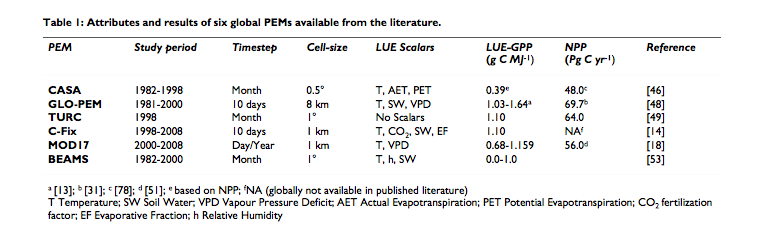 Table 1: Attributes and results of six global PEMs available from the literature.
PEM Study period Timestep Cell-size LUE Scalars LUE-GPP NPP Reference
(g C MJ-¹) (Pg C yr-¹)
CASA 1982-1998 Month 0.5° T, AET, PET 0.39ᵉ 48.0ᶜ [46]
GLO-PEM 1981-2000 10 days 8 km T, SW, VPD 1.03-1.64ᵃ 69.7ᵇ [48]
TURC 1998 Month 1° No Scalars 1.10 64.0 [49]
C-Fix 1998-2008 10 days 1 km T, CO₂, SW, EF 1.10 NAᶠ [14]
MOD17 2000-2008 Day/Year 1 km T, VPD 0.68-1.159 56.0ᵈ [18]
BEAMS 1982-2000 Month 1° T, h, SW 0.0-1.0 [53]
ᵃ [13]; ᵇ [31]; ᶜ [78]; ᵈ [51]; ᵉ based on NPP; ᶠNA (globally not available in published literature)
T Temperature; SW Soil Water; VPD Vapour Pressure Deficit; AET Actual Evapotranspiration; PET Potential Evapotranspiration; CO₂ fertilization
factor; EF Evaporative Fraction; h Relative Humidity